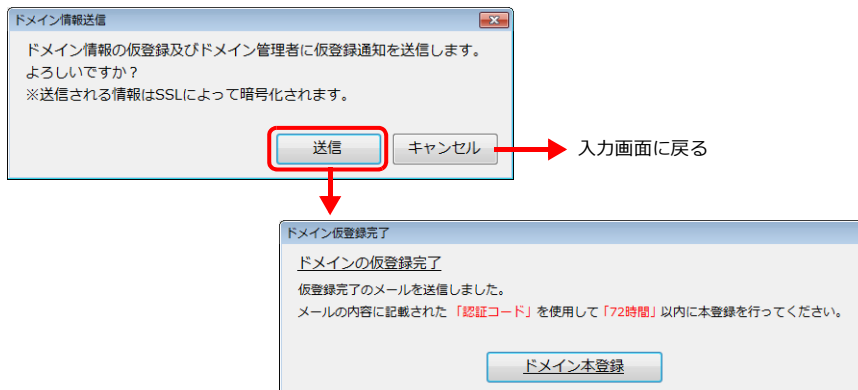 ドメイン情報送信
ドメイン情報の仮登録及びドメイン管理者に仮登録通知を送信します。
よろしいですか？
※送信される情報はSSLによって暗号化されます。
送信
キャンセル
入力画面に戻る
ドメイン仮登録完了
ドメインの仮登録完了
仮登録完了のメールを送信しました。
メールの内容に記載された「認証コード」を使用して「72時間」以内に本登録を行ってください。
ドメイン本登録